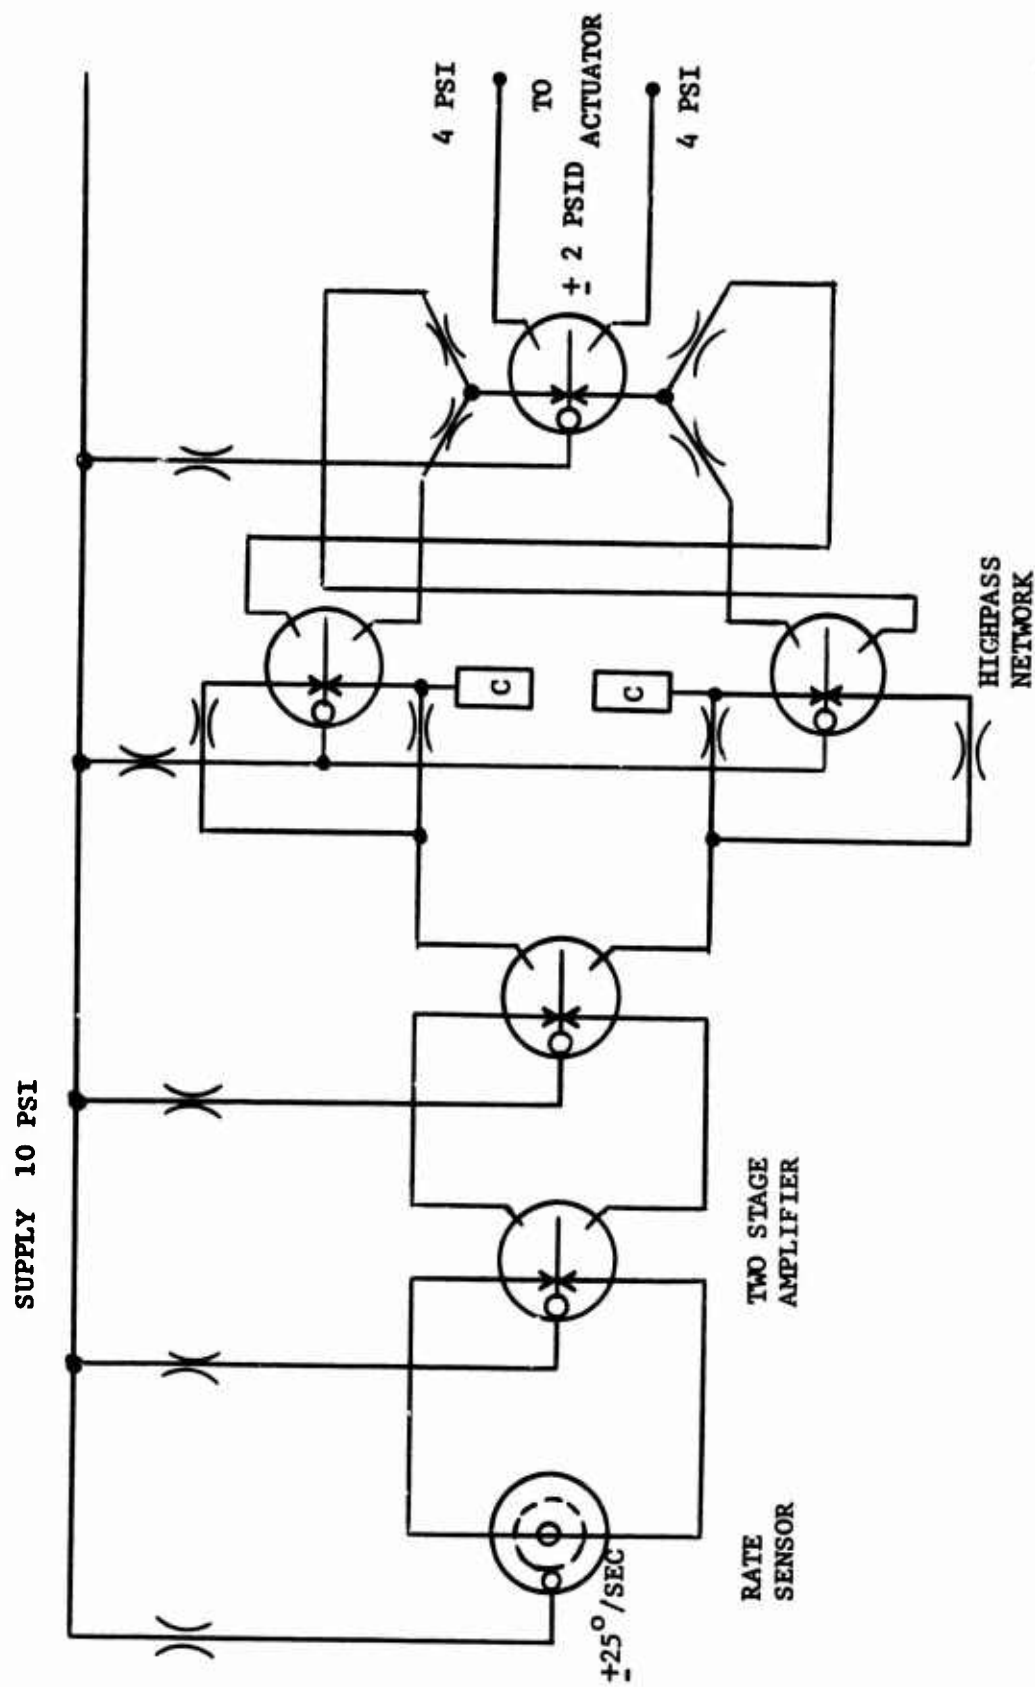 SUPPLY 10 PSI
4 PSI
TO
± 2 PSID
ACTUATOR
4 PSI
C
C
±25°/SEC
RATE
SENSOR
TWO STAGE
AMPLIFIER
HIGHPASS
NETWORK